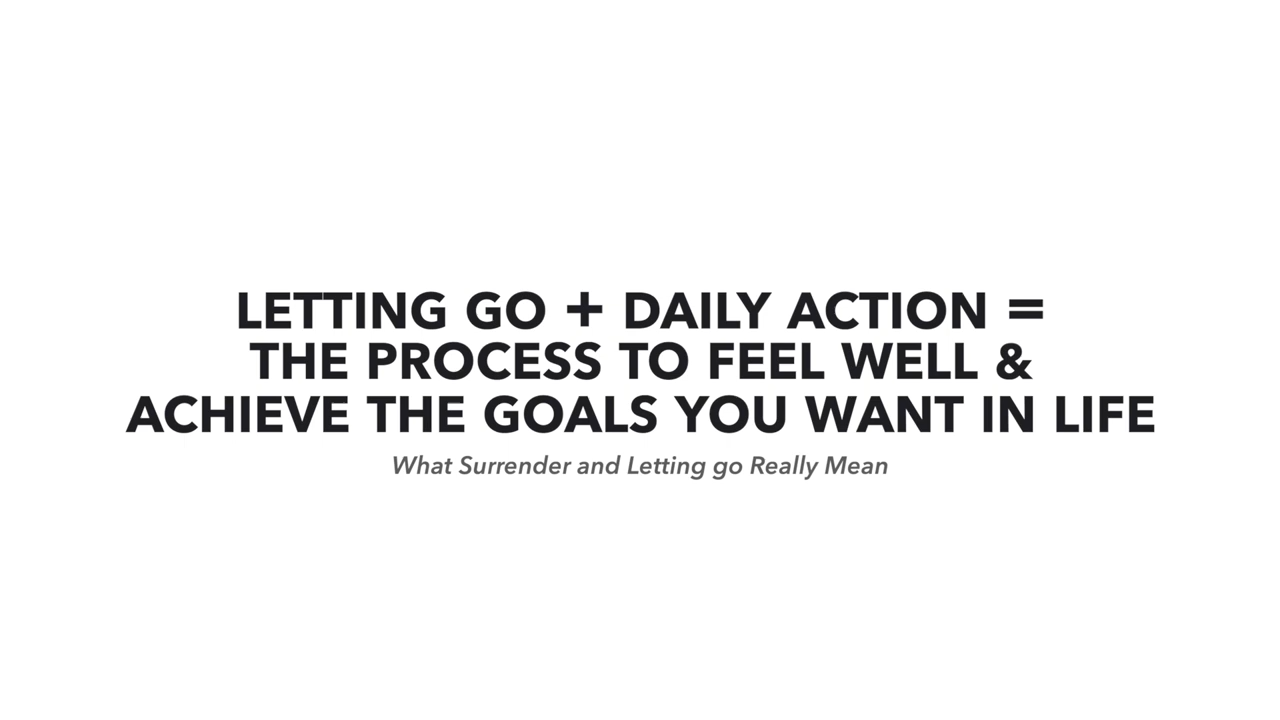 LETTING GO + DAILY ACTION =
THE PROCESS TO FEEL WELL &
ACHIEVE THE GOALS YOU WANT IN LIFE
What Surrender and Letting go Really Mean